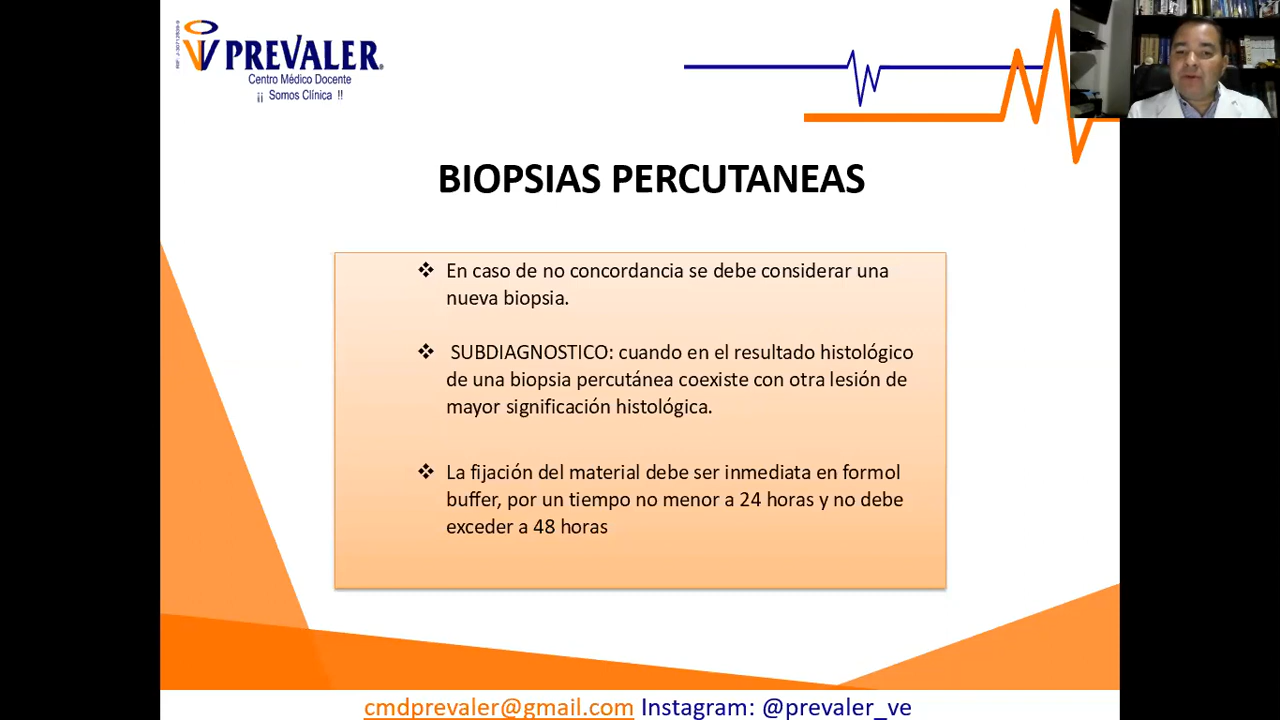 PREVALER
Centro Médico Docente
¡¡ Somos Clínica !!
BIOPSIAS PERCUTANEAS
❖ En caso de no concordancia se debe considerar una
nueva biopsia.
❖ SUBDIAGNOSTICO: cuando en el resultado histológico
de una biopsia percutánea coexiste con otra lesión de
mayor significación histológica.
❖ La fijación del material debe ser inmediata en formol
buffer, por un tiempo no menor a 24 horas y no debe
exceder a 48 horas
cmdprevaler@gmail.com Instagram: @prevaler_ve